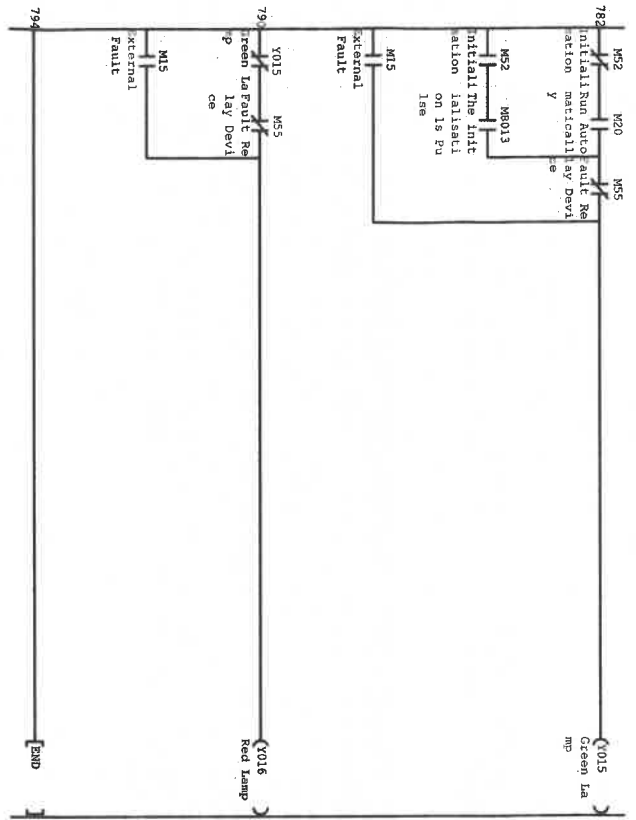 782 M52 M20 M55 Y015
Initiali Run Auto Fault Re Green La
sation maticall lay Devi mp
y ce
M52 M8013
Initiali The init
sation ialisati
on 1s Pu
lse
M15
External
Fault
790 Y015 M55 Y016
Green La Fault Re Red Lamp
mp lay Devi
ce
M15
External
Fault
794 END